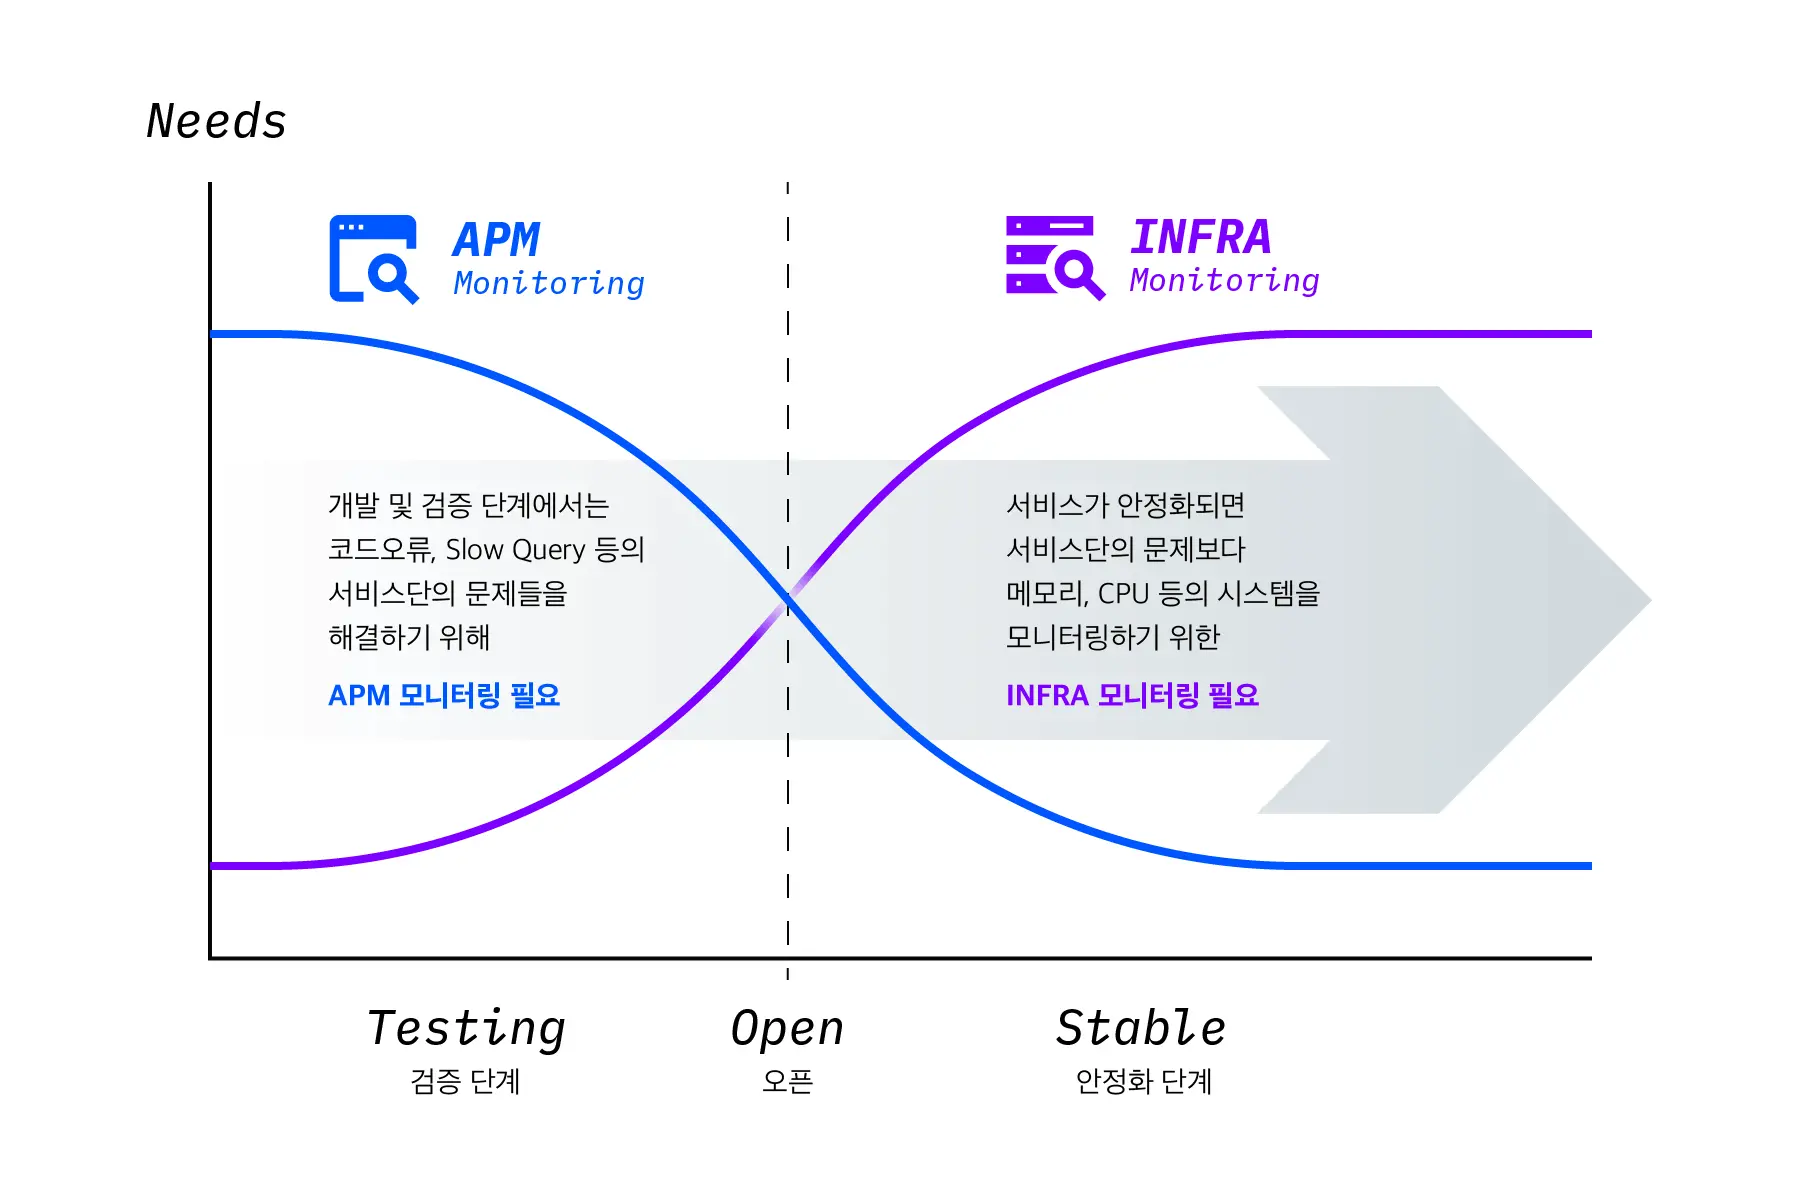 Needs
APM
Monitoring
INFRA
Monitoring
개발 및 검증 단계에서는
코드오류, Slow Query 등의
서비스단의 문제들을
해결하기 위해
APM 모니터링 필요
서비스가 안정화되면
서비스단의 문제보다
메모리, CPU 등의 시스템을
모니터링하기 위한
INFRA 모니터링 필요
Testing
검증 단계
Open
오픈
Stable
안정화 단계